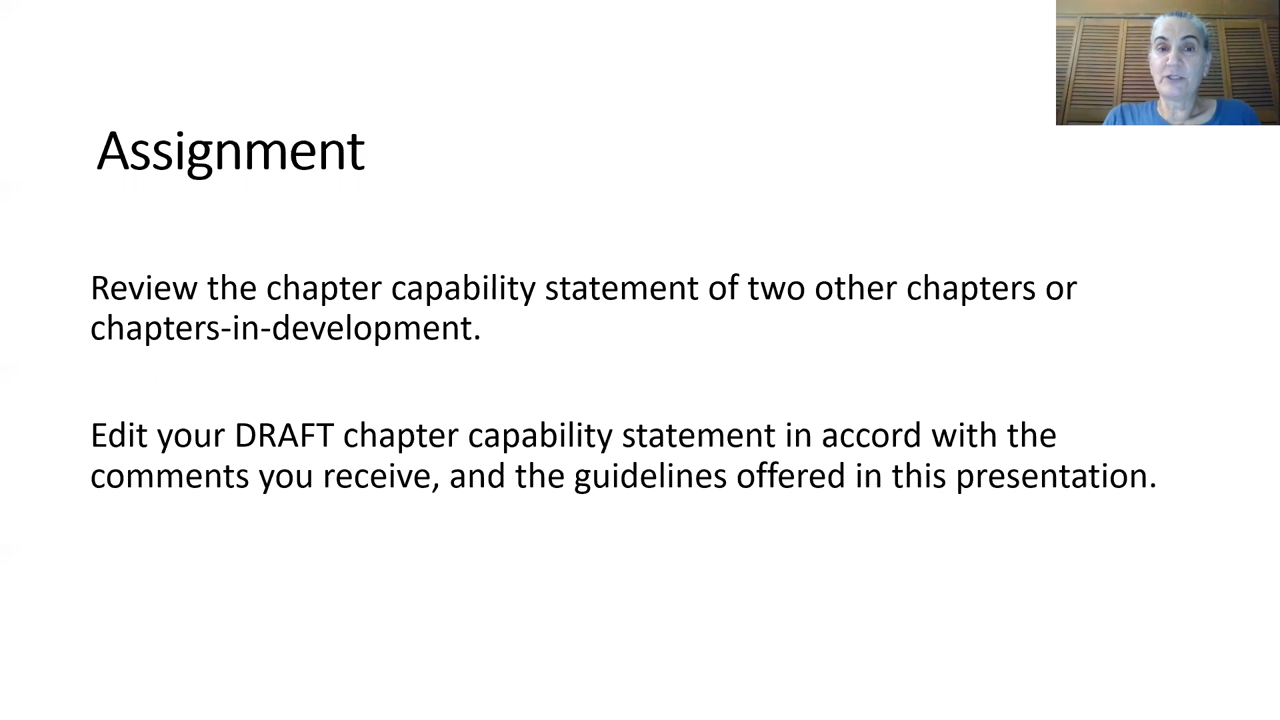 Assignment
Review the chapter capability statement of two other chapters or
chapters-in-development.
Edit your DRAFT chapter capability statement in accord with the
comments you receive, and the guidelines offered in this presentation.